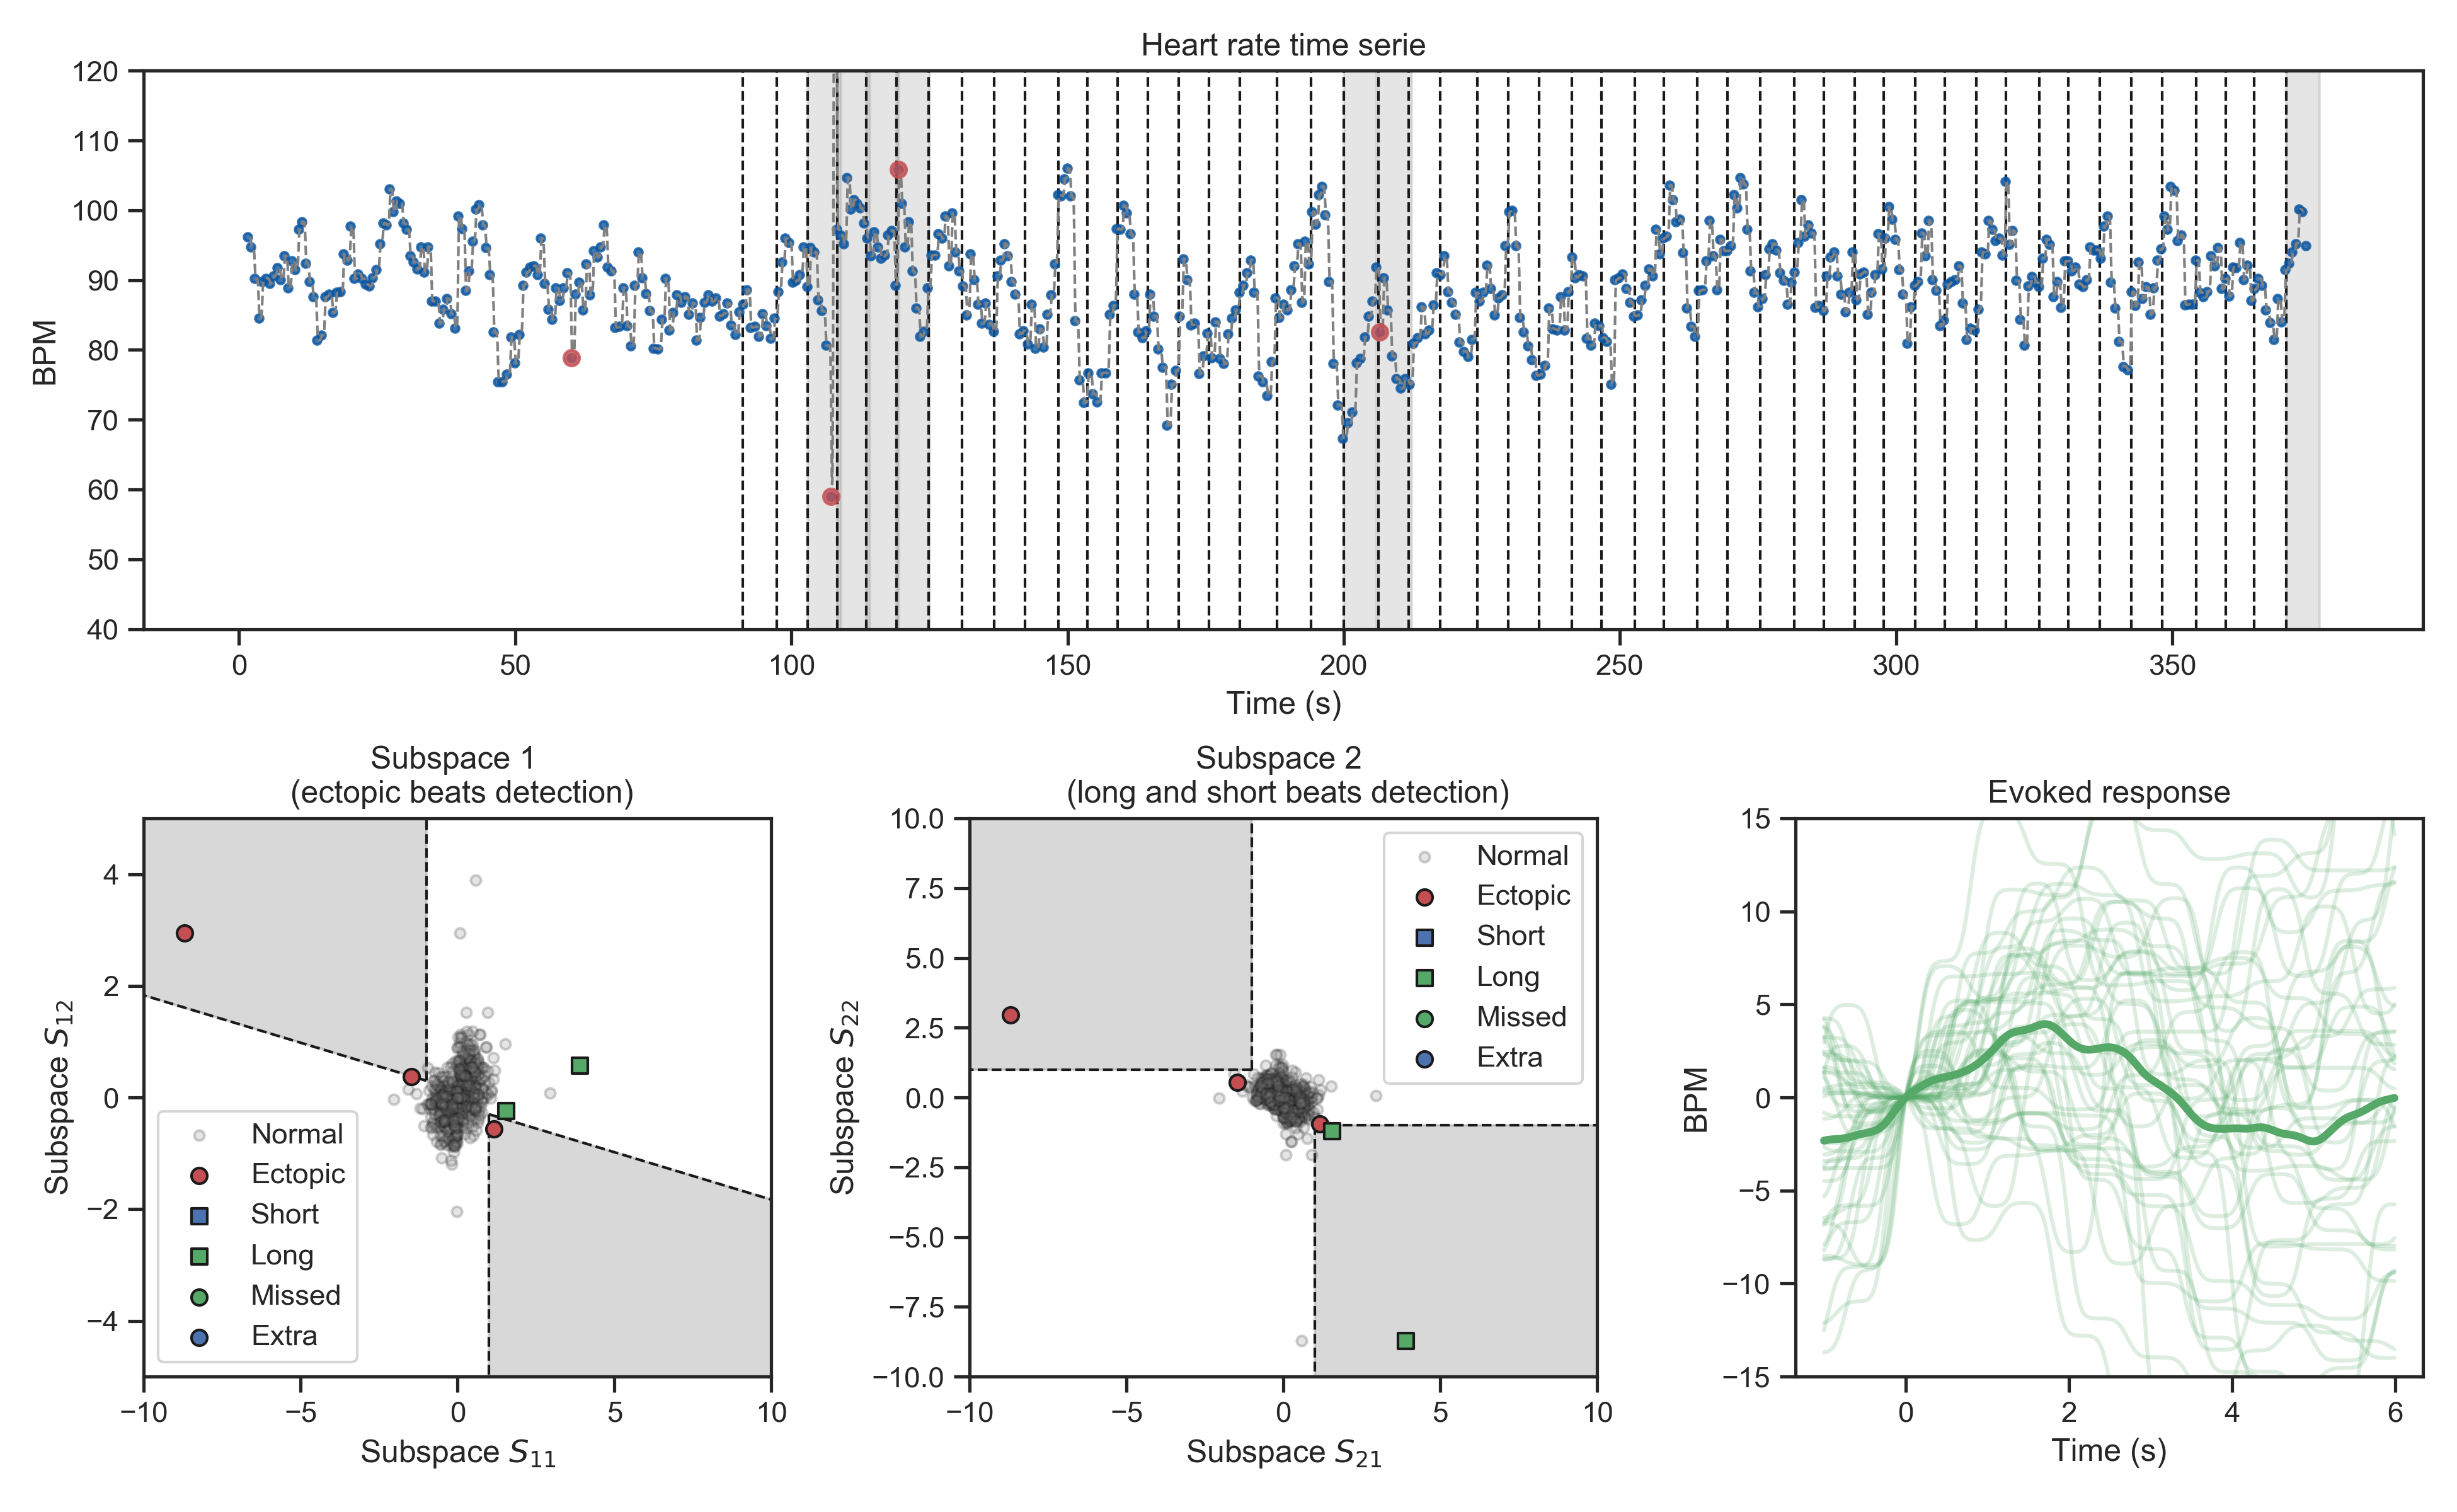 Heart rate time serie
120
110
100
90
80
70
60
50
40
BPM
0 50 100 150 200 250 300 350
Time (s)
Subspace 1
(ectopic beats detection)
4
2
0
−2
−4
Subspace S12
Normal
Ectopic
Short
Long
Missed
Extra
−10 −5 0 5 10
Subspace S11
Subspace 2
(long and short beats detection)
10.0
7.5
5.0
2.5
0.0
−2.5
−5.0
−7.5
−10.0
Subspace S22
Normal
Ectopic
Short
Long
Missed
Extra
−10 −5 0 5 10
Subspace S21
Evoked response
15
10
5
0
−5
−10
−15
BPM
0 2 4 6
Time (s)